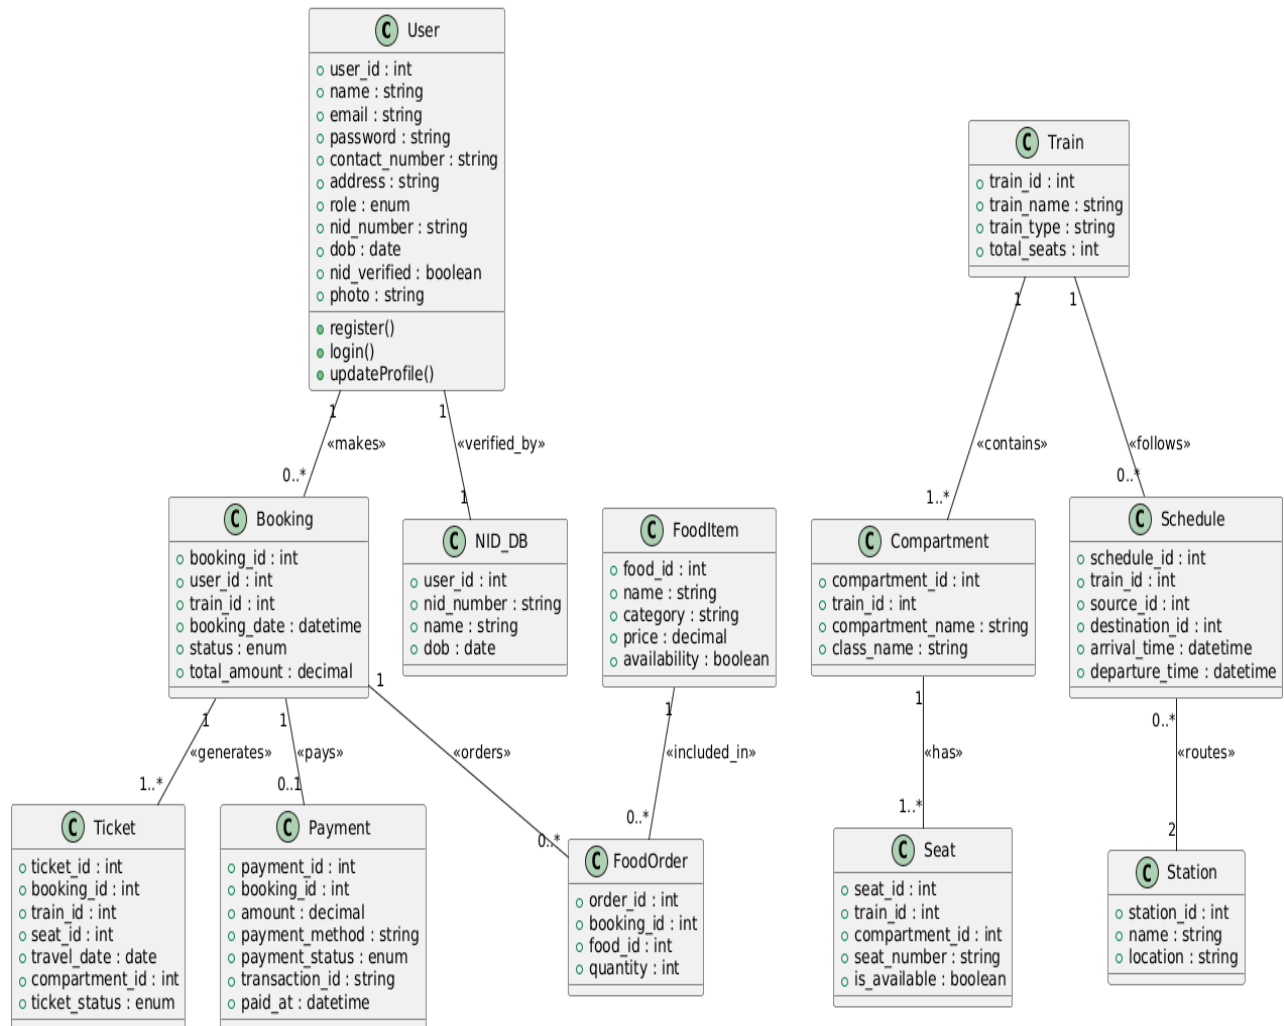 C User
user_id : int
name : string
email : string
password : string
contact_number : string
address : string
role : enum
nid_number : string
dob : date
nid_verified : boolean
photo : string
register()
login()
updateProfile()
C Train
train_id : int
train_name : string
train_type : string
total_seats : int
1
«makes»
0..*
1
«verified_by»
1
1
«contains»
1..*
1
«follows»
0..*
C Booking
booking_id : int
user_id : int
train_id : int
booking_date : datetime
status : enum
total_amount : decimal
C NID_DB
user_id : int
nid_number : string
name : string
dob : date
C FoodItem
food_id : int
name : string
category : string
price : decimal
availability : boolean
C Compartment
compartment_id : int
train_id : int
compartment_name : string
class_name : string
C Schedule
schedule_id : int
train_id : int
source_id : int
destination_id : int
arrival_time : datetime
departure_time : datetime
1
«generates»
1..*
1
«pays»
0..1
1
«orders»
0..*
1
«included_in»
0..*
1
«has»
1..*
0..*
«routes»
2
C Ticket
ticket_id : int
booking_id : int
train_id : int
seat_id : int
travel_date : date
compartment_id : int
ticket_status : enum
C Payment
payment_id : int
booking_id : int
amount : decimal
payment_method : string
payment_status : enum
transaction_id : string
paid_at : datetime
C FoodOrder
order_id : int
booking_id : int
food_id : int
quantity : int
C Seat
seat_id : int
train_id : int
compartment_id : int
seat_number : string
is_available : boolean
C Station
station_id : int
name : string
location : string